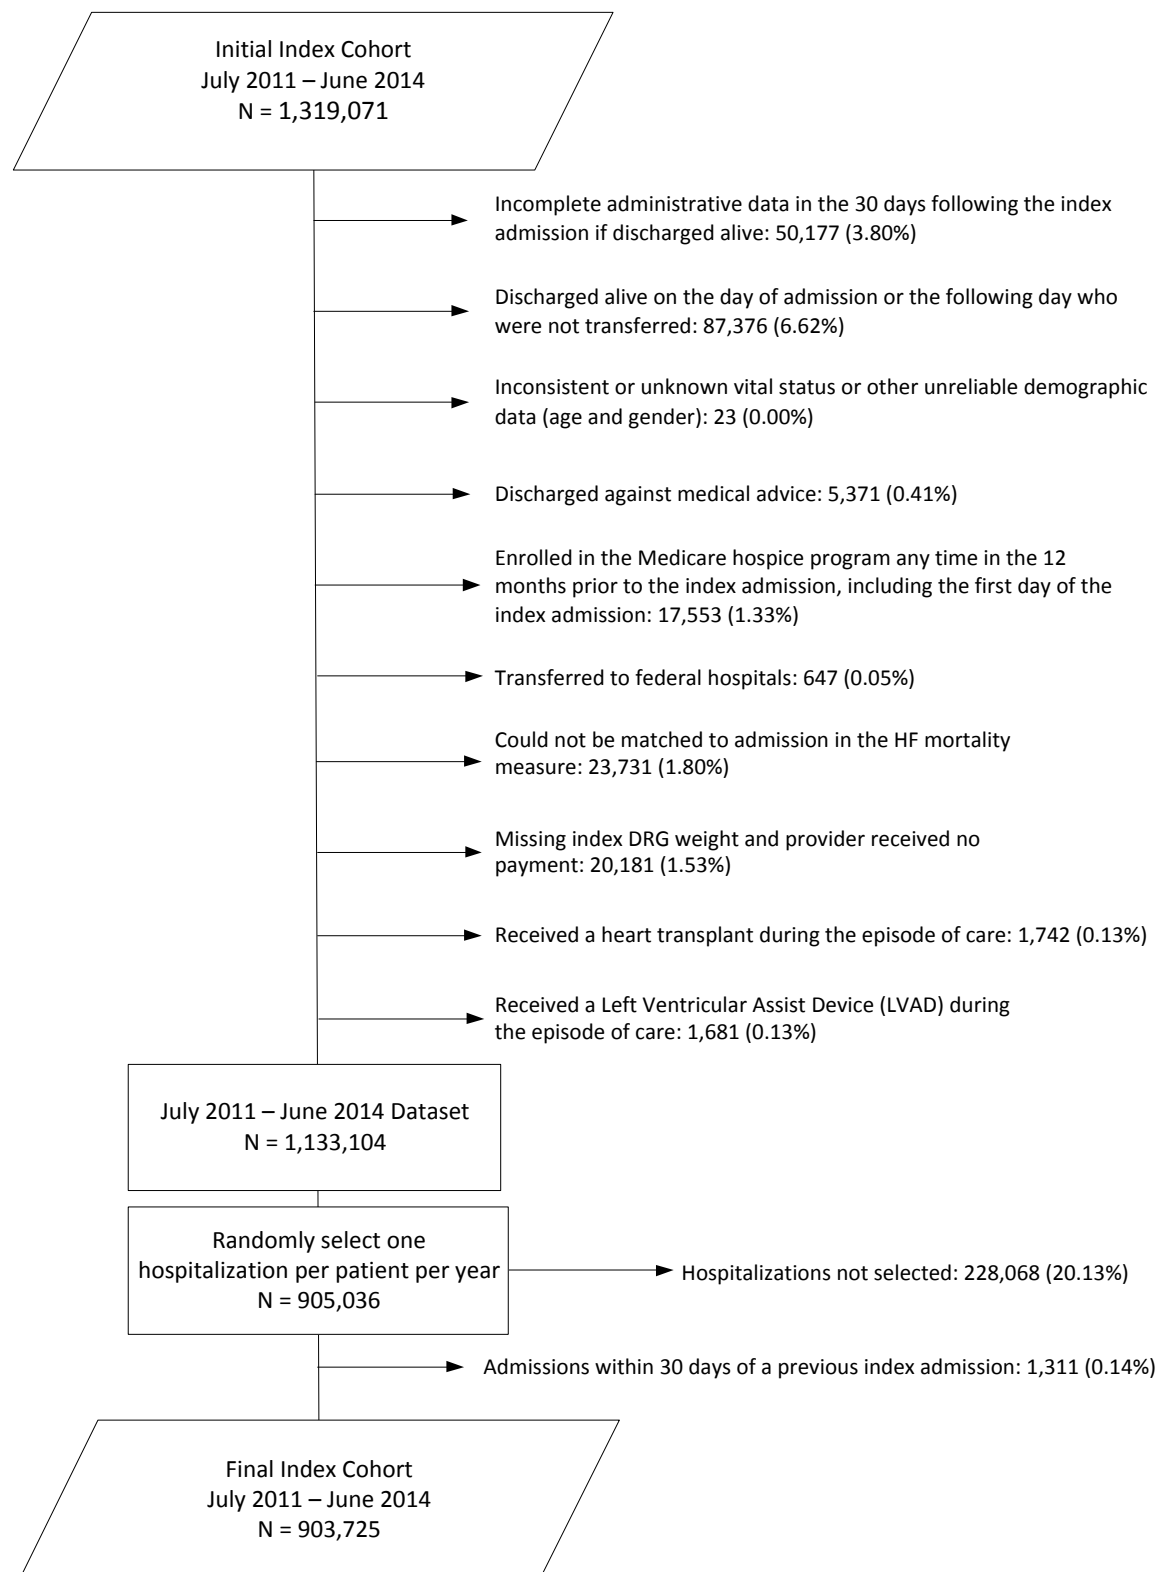 Initial Index Cohort
July 2011 – June 2014
N = 1,319,071
Incomplete administrative data in the 30 days following the index
admission if discharged alive: 50,177 (3.80%)
Discharged alive on the day of admission or the following day who
were not transferred: 87,376 (6.62%)
Inconsistent or unknown vital status or other unreliable demographic
data (age and gender): 23 (0.00%)
Discharged against medical advice: 5,371 (0.41%)
Enrolled in the Medicare hospice program any time in the 12
months prior to the index admission, including the first day of the
index admission: 17,553 (1.33%)
Transferred to federal hospitals: 647 (0.05%)
Could not be matched to admission in the HF mortality
measure: 23,731 (1.80%)
Missing index DRG weight and provider received no
payment: 20,181 (1.53%)
Received a heart transplant during the episode of care: 1,742 (0.13%)
Received a Left Ventricular Assist Device (LVAD) during
the episode of care: 1,681 (0.13%)
July 2011 – June 2014 Dataset
N = 1,133,104
Randomly select one
hospitalization per patient per year
N = 905,036
Hospitalizations not selected: 228,068 (20.13%)
Admissions within 30 days of a previous index admission: 1,311 (0.14%)
Final Index Cohort
July 2011 – June 2014
N = 903,725